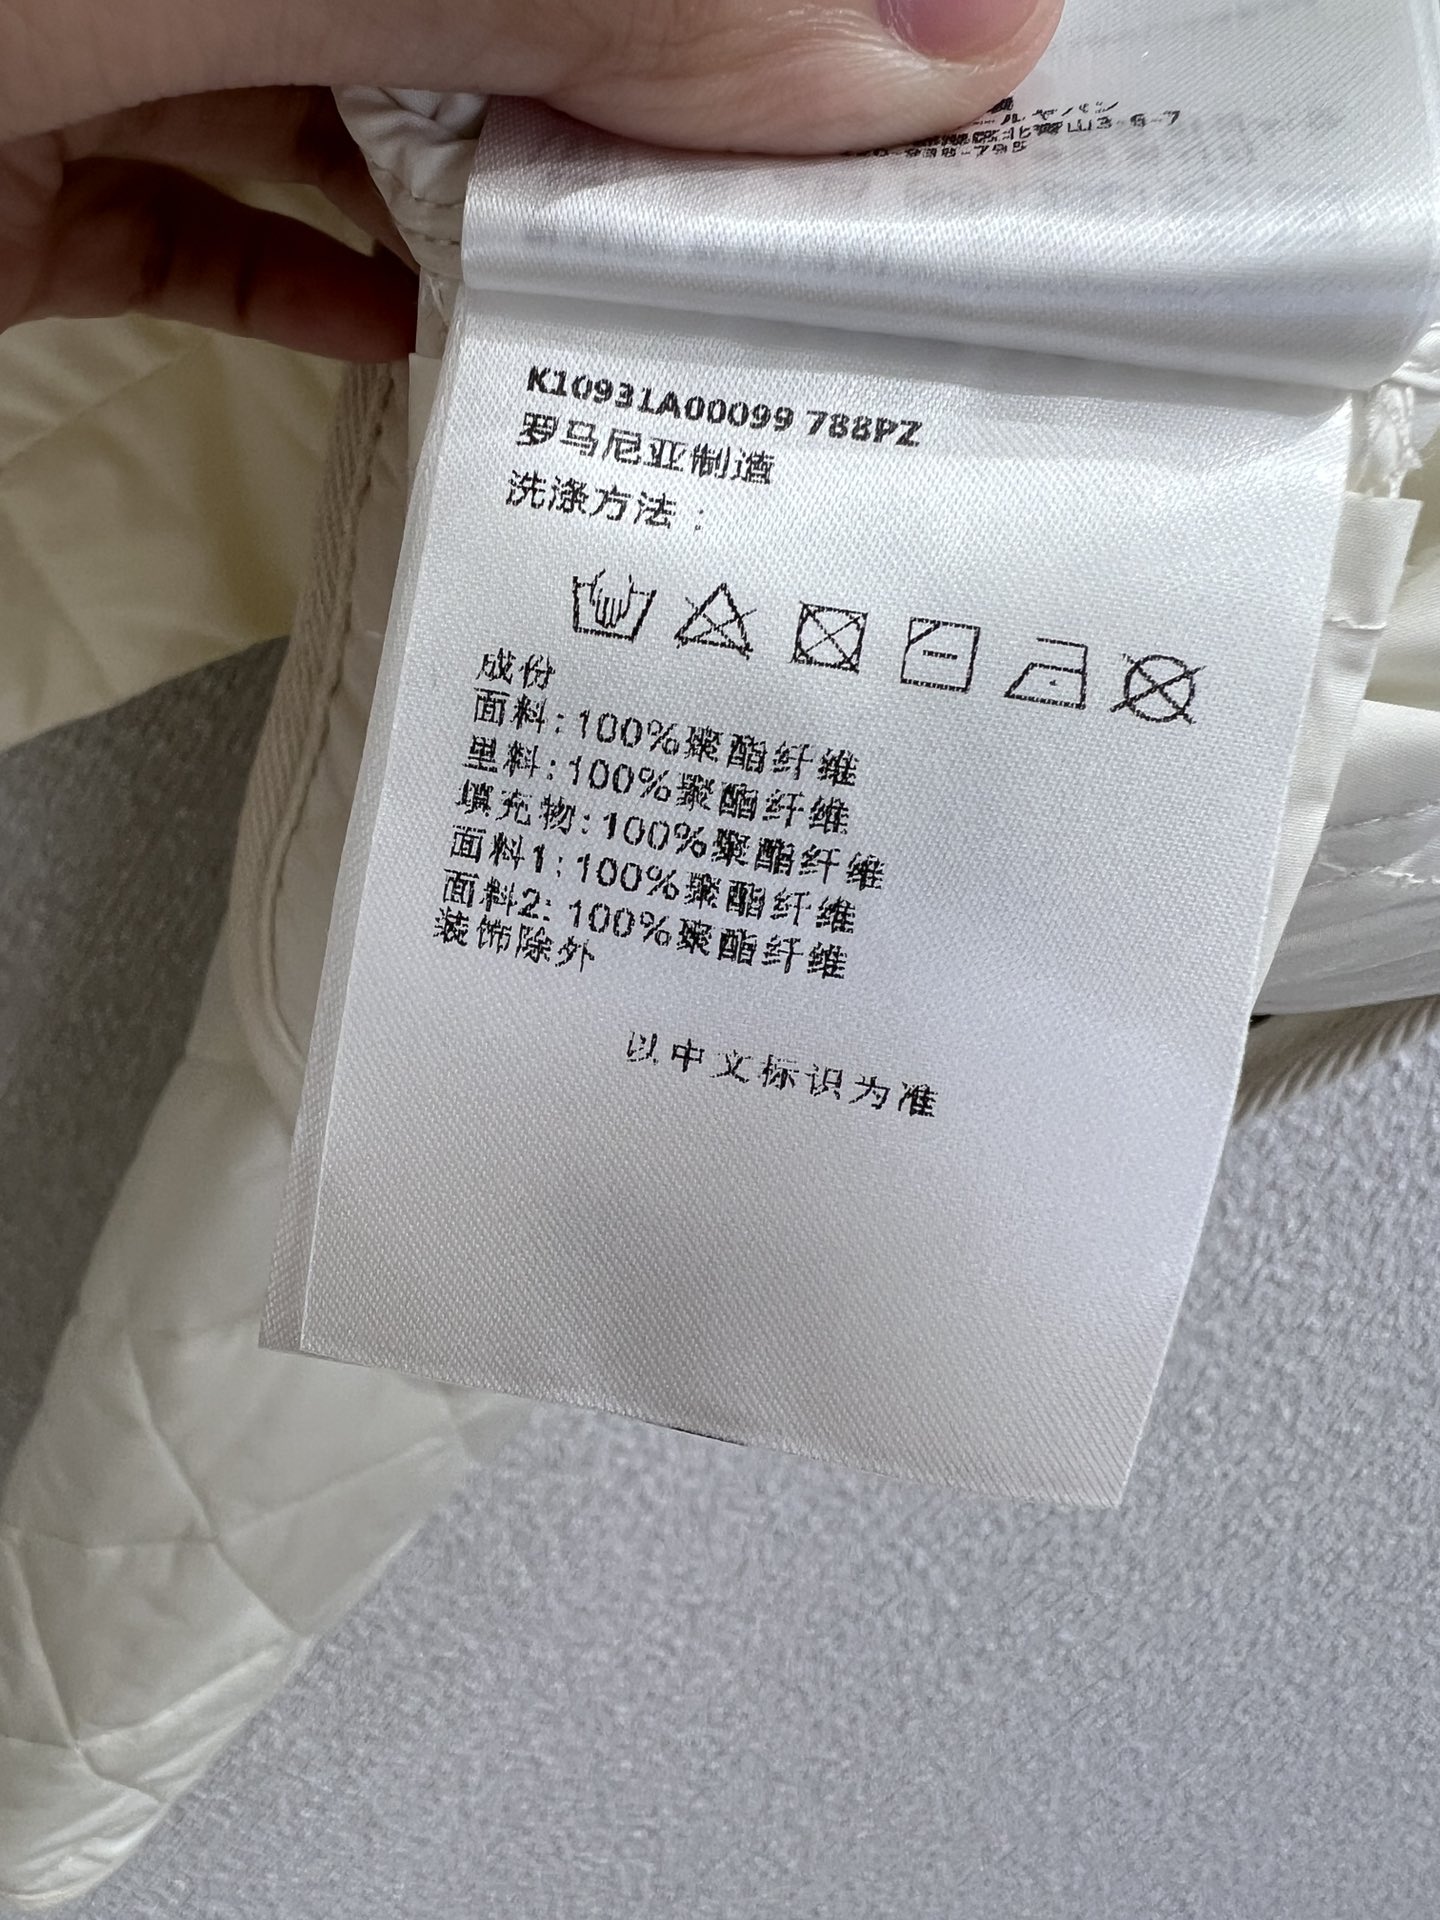 K10931A00099 788PZ
罗马尼亚制造
洗涤方法：
成份
面料: 100%聚酯纤维
里料: 100%聚酯纤维
填充物: 100%聚酯纤维
面料1: 100%聚酯纤维
面料2: 100%聚酯纤维
装饰除外
以中文标识为准